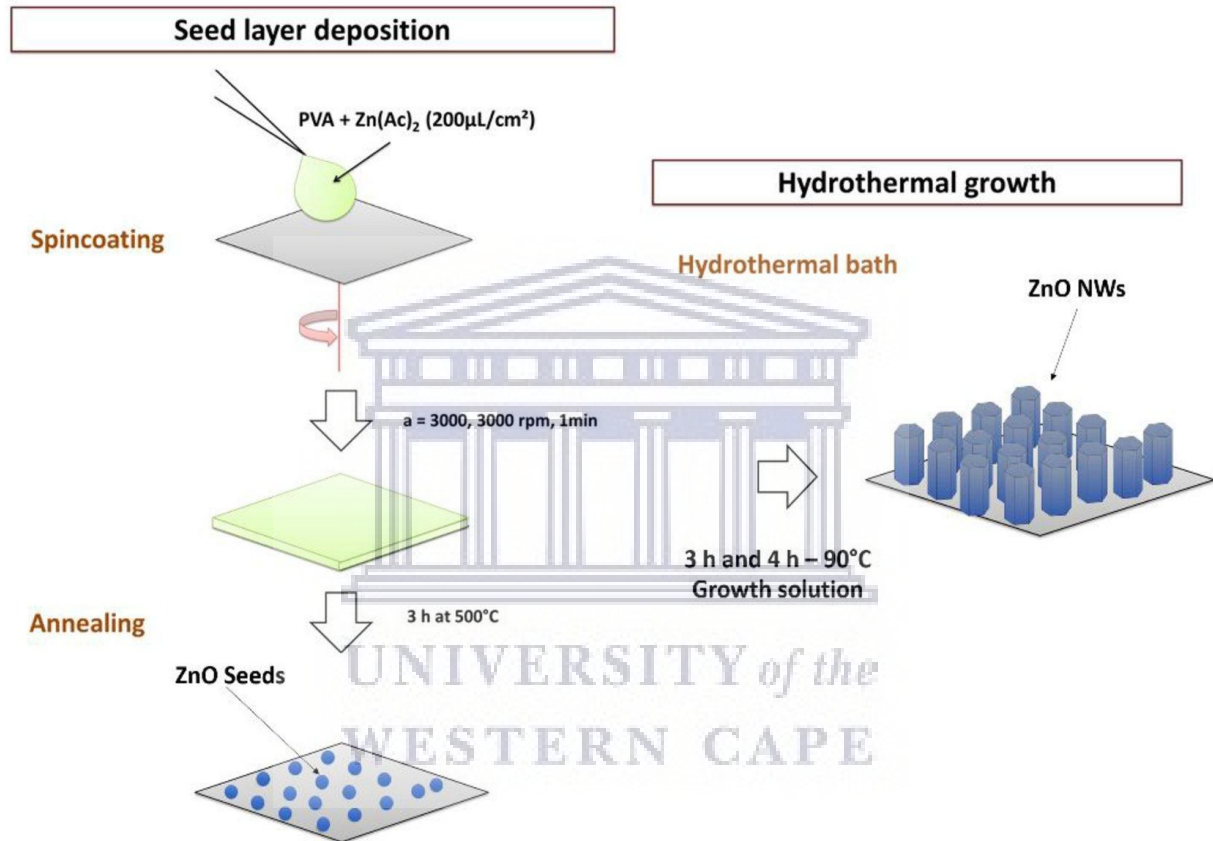 Seed layer deposition
PVA + Zn(Ac)₂ (200µL/cm²)
Spincoating
a = 3000, 3000 rpm, 1min
Annealing
3 h at 500°C
ZnO Seeds
Hydrothermal growth
Hydrothermal bath
ZnO NWs
3 h and 4 h – 90°C
Growth solution
UNIVERSITY of the
WESTERN CAPE